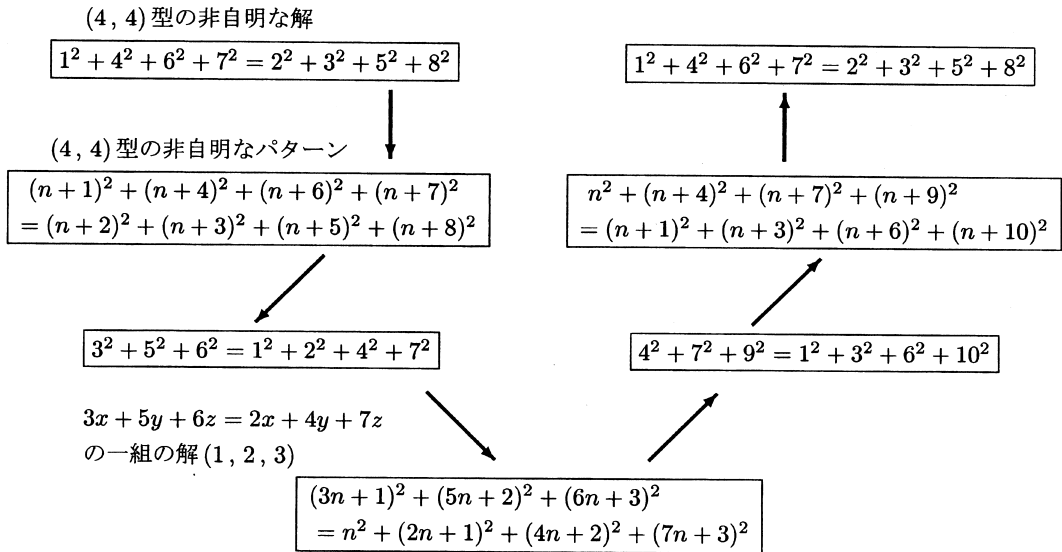 (4, 4)型の非自明な解
1² + 4² + 6² + 7² = 2² + 3² + 5² + 8²
(4, 4)型の非自明なパターン
(n + 1)² + (n + 4)² + (n + 6)² + (n + 7)²
= (n + 2)² + (n + 3)² + (n + 5)² + (n + 8)²
3² + 5² + 6² = 1² + 2² + 4² + 7²
3x + 5y + 6z = 2x + 4y + 7z
の一組の解(1, 2, 3)
(3n + 1)² + (5n + 2)² + (6n + 3)²
= n² + (2n + 1)² + (4n + 2)² + (7n + 3)²
4² + 7² + 9² = 1² + 3² + 6² + 10²
n² + (n + 4)² + (n + 7)² + (n + 9)²
= (n + 1)² + (n + 3)² + (n + 6)² + (n + 10)²
1² + 4² + 6² + 7² = 2² + 3² + 5² + 8²